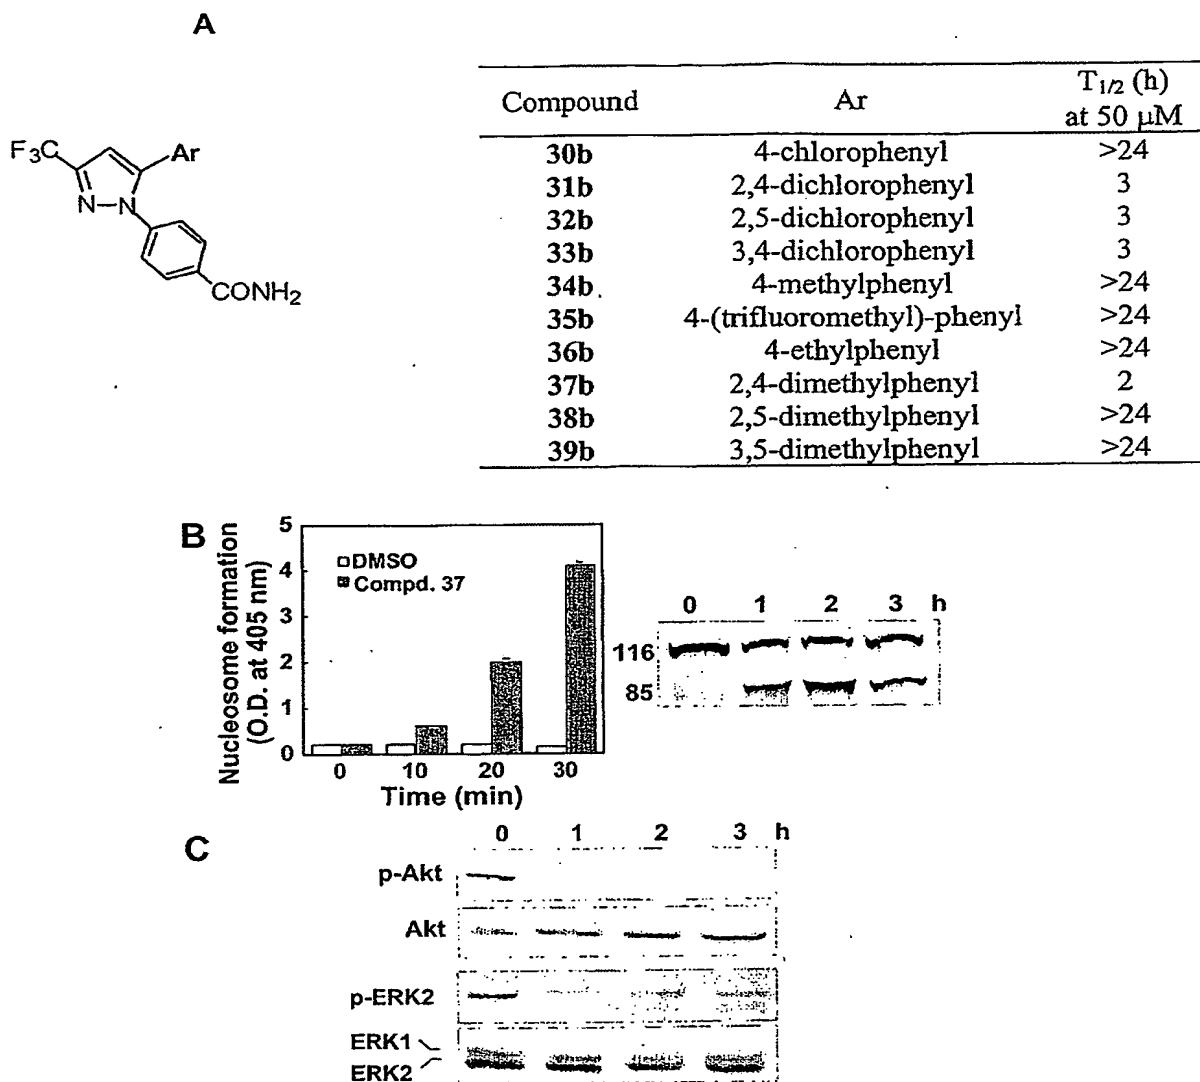 A
F₃C
Ar
N
N
CONH₂
Compound Ar T₁/₂ (h) at 50 μM
30b 4-chlorophenyl >24
31b 2,4-dichlorophenyl 3
32b 2,5-dichlorophenyl 3
33b 3,4-dichlorophenyl 3
34b 4-methylphenyl >24
35b 4-(trifluoromethyl)-phenyl >24
36b 4-ethylphenyl >24
37b 2,4-dimethylphenyl 2
38b 2,5-dimethylphenyl >24
39b 3,5-dimethylphenyl >24
B
Nucleosome formation
(O.D. at 405 nm)
5
4
3
2
1
0
DMSO
Compd. 37
0 10 20 30
Time (min)
0 1 2 3 h
116
85
C
0 1 2 3 h
p-Akt
Akt
p-ERK2
ERK1
ERK2